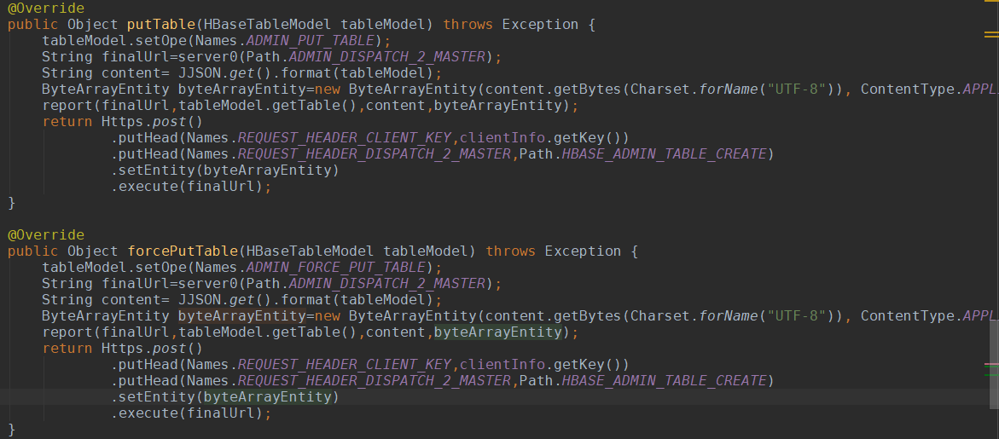 @Override
public Object putTable(HBaseTableModel tableModel) throws Exception {
    tableModel.setOpe(Names.ADMIN_PUT_TABLE);
    String finalUrl=server0(Path.ADMIN_DISPATCH_2_MASTER);
    String content= JJSON.get().format(tableModel);
    ByteArrayEntity byteArrayEntity=new ByteArrayEntity(content.getBytes(Charset.forName("UTF-8")), ContentType.APPL
    report(finalUrl,tableModel.getTable(),content,byteArrayEntity);
    return Https.post()
            .putHead(Names.REQUEST_HEADER_CLIENT_KEY,clientInfo.getKey())
            .putHead(Names.REQUEST_HEADER_DISPATCH_2_MASTER,Path.HBASE_ADMIN_TABLE_CREATE)
            .setEntity(byteArrayEntity)
            .execute(finalUrl);
}
@Override
public Object forcePutTable(HBaseTableModel tableModel) throws Exception {
    tableModel.setOpe(Names.ADMIN_FORCE_PUT_TABLE);
    String finalUrl=server0(Path.ADMIN_DISPATCH_2_MASTER);
    String content= JJSON.get().format(tableModel);
    ByteArrayEntity byteArrayEntity=new ByteArrayEntity(content.getBytes(Charset.forName("UTF-8")), ContentType.APPL
    report(finalUrl,tableModel.getTable(),content,byteArrayEntity);
    return Https.post()
            .putHead(Names.REQUEST_HEADER_CLIENT_KEY,clientInfo.getKey())
            .putHead(Names.REQUEST_HEADER_DISPATCH_2_MASTER,Path.HBASE_ADMIN_TABLE_CREATE)
            .setEntity(byteArrayEntity)
            .execute(finalUrl);
}